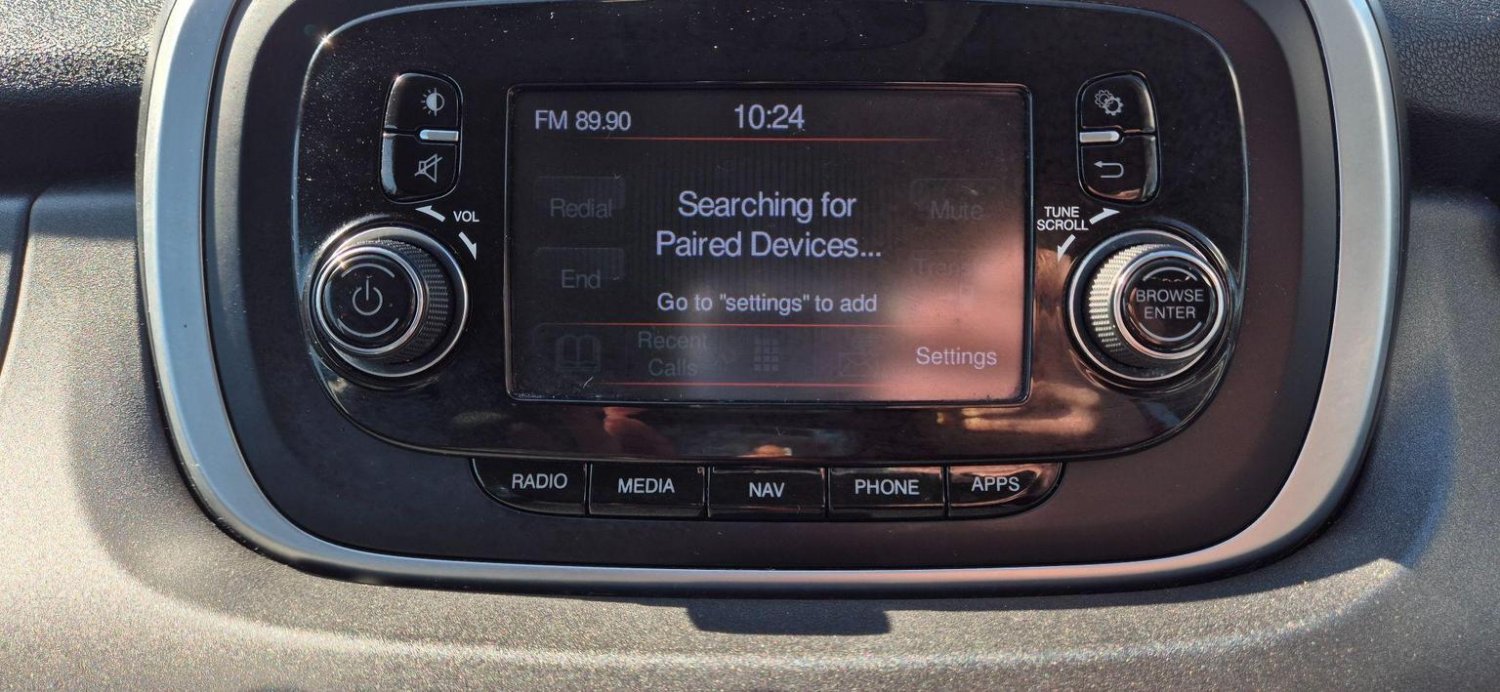 FM 89.90
10:24
VOL
TUNE
SCROLL
Redial
Searching for
Paired Devices...
Mute
End
Go to "settings" to add
BROWSE
ENTER
Recent
Calls
Settings
RADIO
MEDIA
NAV
PHONE
APPS